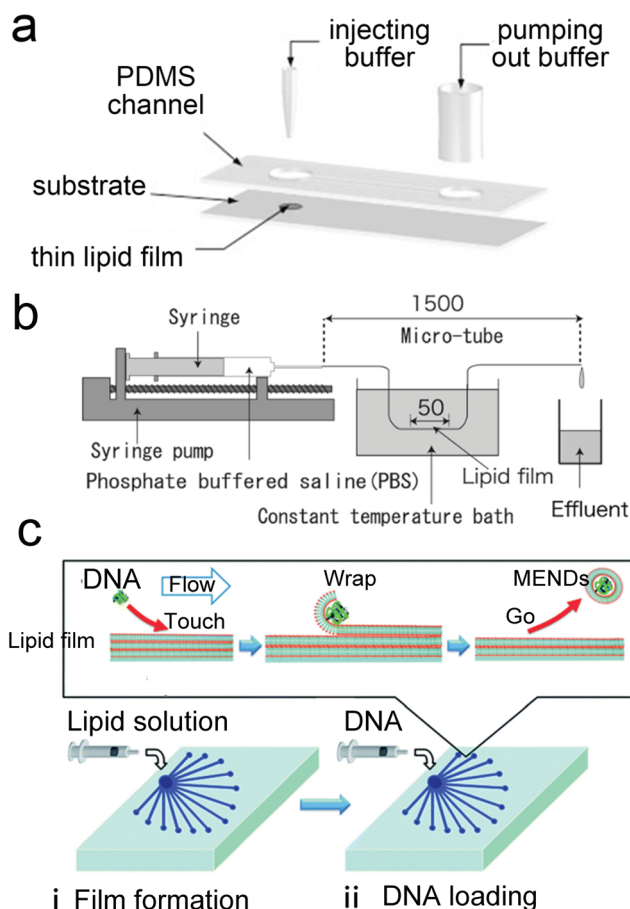 a
injecting
buffer
pumping
out buffer
PDMS
channel
substrate
thin lipid film
b
1500
Syringe
Micro-tube
50
Syringe pump
Phosphate buffered saline(PBS)
Lipid film
Constant temperature bath
Effluent
c
DNA
Flow
Touch
Wrap
MENDs
Go
Lipid film
Lipid solution
DNA
i Film formation
ii DNA loading